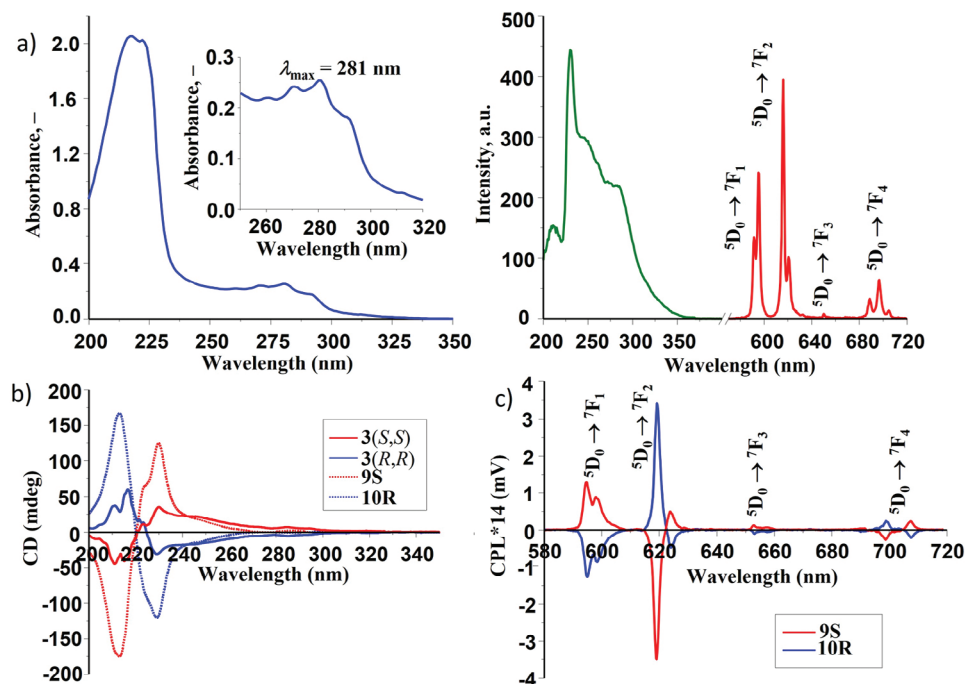 a)
2.0
1.6
1.2
0.8
0.4
0.0
Absorbance, –
200 225 250 275 300 325 350
Wavelength (nm)
0.3
0.2
0.1
0
Absorbance, –
λmax = 281 nm
260 280 300 320
Wavelength (nm)
500
400
300
200
100
0
Intensity, a.u.
⁵D₀→⁷F₁
⁵D₀→⁷F₂
⁵D₀→⁷F₃
⁵D₀→⁷F₄
200 250 300 350 600 640 680 720
Wavelength (nm)
b)
200
150
100
50
0
-50
-100
-150
-200
CD (mdeg)
200 220 240 260 280 300 320 340
Wavelength (nm)
3(S,S)
3(R,R)
9S
10R
c)
4
3
2
1
0
-1
-2
-3
-4
CPL*14 (mV)
⁵D₀→⁷F₁
⁵D₀→⁷F₂
⁵D₀→⁷F₃
⁵D₀→⁷F₄
580 600 620 640 660 680 700 720
Wavelength (nm)
9S
10R